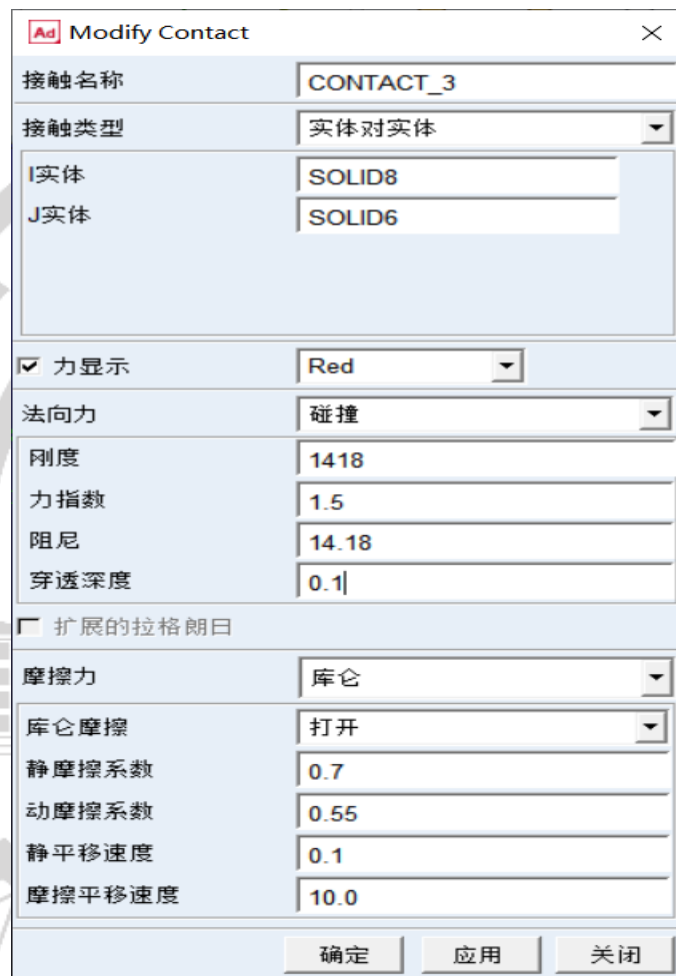 Ad Modify Contact
接触名称 CONTACT_3
接触类型 实体对实体
I实体 SOLID8
J实体 SOLID6
力显示 Red
法向力 碰撞
刚度 1418
力指数 1.5
阻尼 14.18
穿透深度 0.1
扩展的拉格朗日
摩擦力 库仑
库仑摩擦 打开
静摩擦系数 0.7
动摩擦系数 0.55
静平移速度 0.1
摩擦平移速度 10.0
确定 应用 关闭